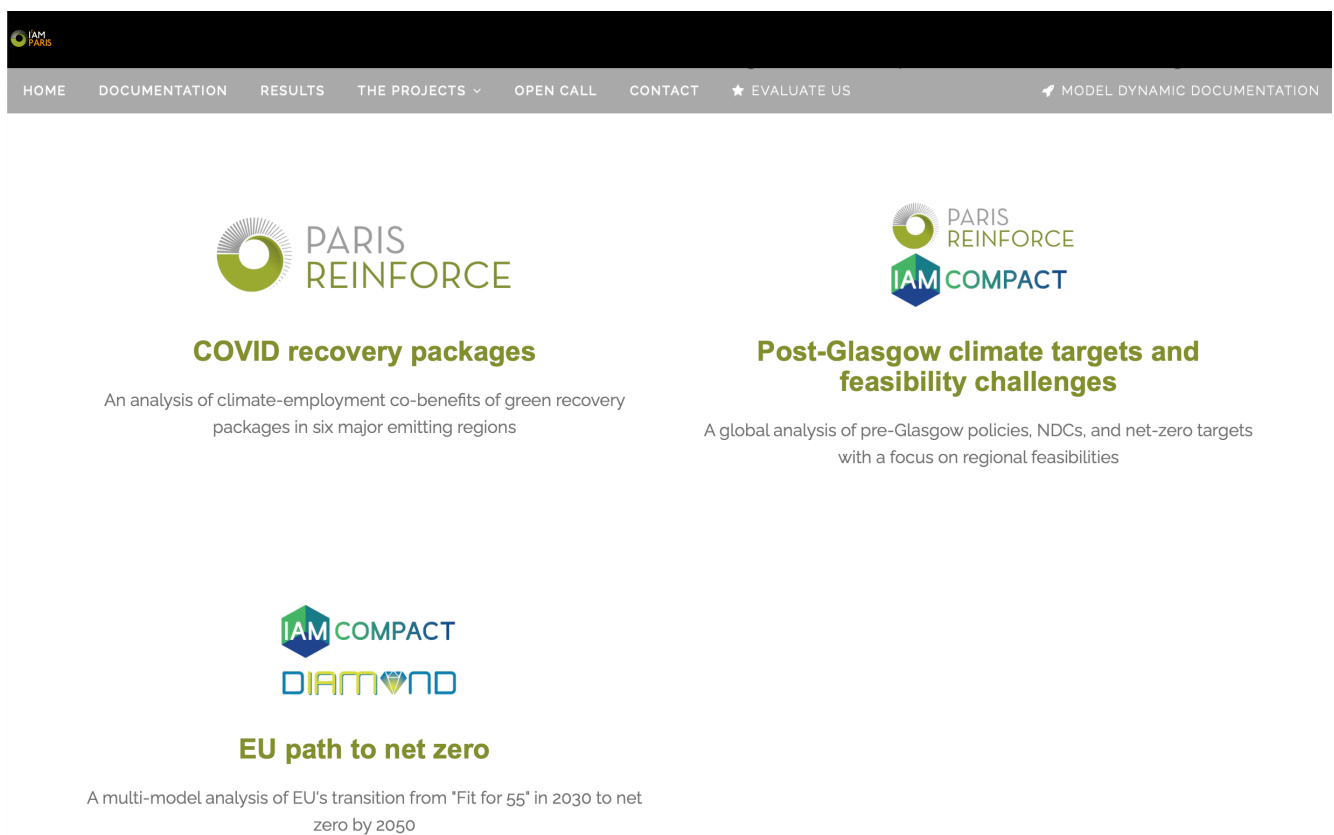 I'AM
PARIS
HOME DOCUMENTATION RESULTS THE PROJECTS OPEN CALL CONTACT EVALUATE US MODEL DYNAMIC DOCUMENTATION
PARIS
REINFORCE
COVID recovery packages
An analysis of climate-employment co-benefits of green recovery
packages in six major emitting regions
PARIS
REINFORCE
IAM COMPACT
Post-Glasgow climate targets and
feasibility challenges
A global analysis of pre-Glasgow policies, NDCs, and net-zero targets
with a focus on regional feasibilities
IAM COMPACT
DIAMOND
EU path to net zero
A multi-model analysis of EU's transition from "Fit for 55" in 2030 to net
zero by 2050